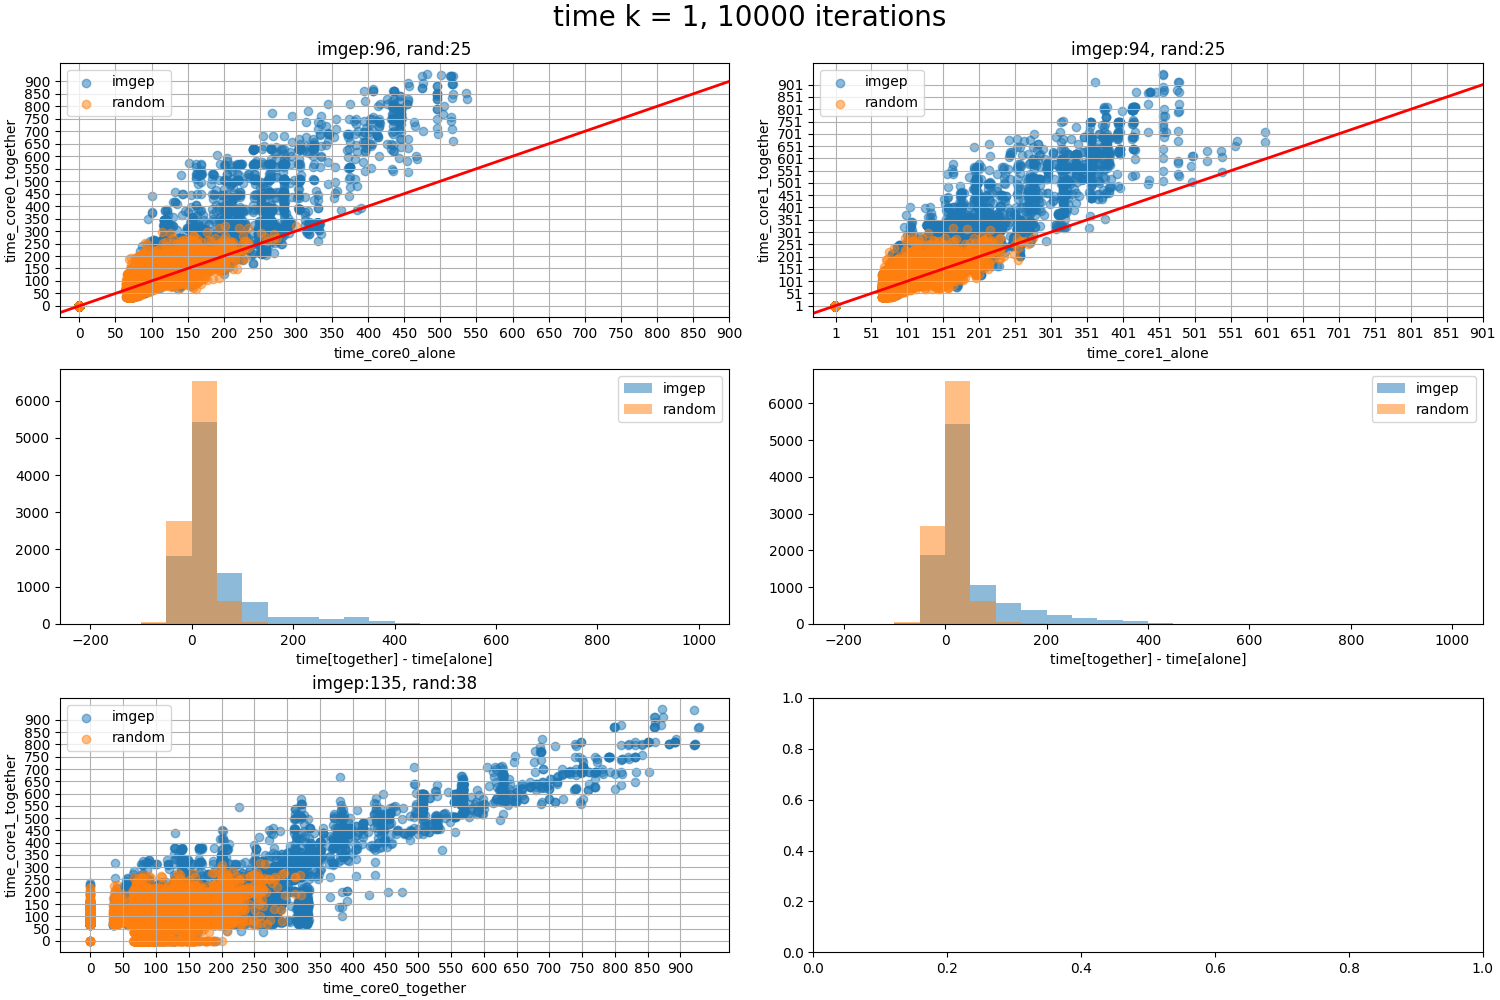 time k = 1, 10000 iterations
imgep:96, rand:25
imgep
random
time_core0_together
900
850
800
750
700
650
600
550
500
450
400
350
300
250
200
150
100
50
0
0 50 100 150 200 250 300 350 400 450 500 550 600 650 700 750 800 850 900
time_core0_alone
imgep:94, rand:25
imgep
random
time_core1_together
901
851
801
751
701
651
601
551
501
451
401
351
301
251
201
151
101
51
1
1 51 101 151 201 251 301 351 401 451 501 551 601 651 701 751 801 851 901
time_core1_alone
imgep
random
6000
5000
4000
3000
2000
1000
0
−200 0 200 400 600 800 1000
time[together] - time[alone]
imgep
random
6000
5000
4000
3000
2000
1000
0
−200 0 200 400 600 800 1000
time[together] - time[alone]
imgep:135, rand:38
imgep
random
time_core1_together
900
850
800
750
700
650
600
550
500
450
400
350
300
250
200
150
100
50
0
0 50 100 150 200 250 300 350 400 450 500 550 600 650 700 750 800 850 900
time_core0_together
1.0
0.8
0.6
0.4
0.2
0.0
0.0 0.2 0.4 0.6 0.8 1.0